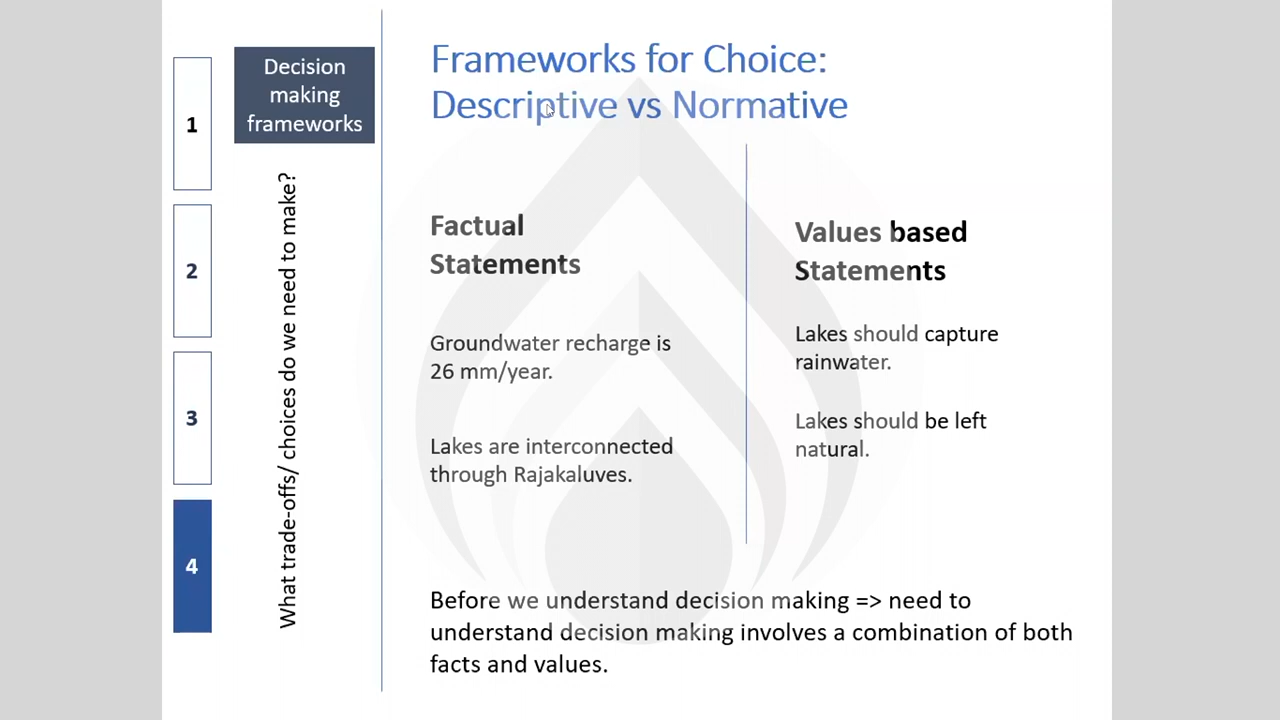 1
2
3
4
Decision
making
frameworks
What trade-offs/ choices do we need to make?
Frameworks for Choice:
Descriptive vs Normative
Factual
Statements
Groundwater recharge is
26 mm/year.
Lakes are interconnected
through Rajakaluves.
Values based
Statements
Lakes should capture
rainwater.
Lakes should be left
natural.
Before we understand decision making => need to
understand decision making involves a combination of both
facts and values.